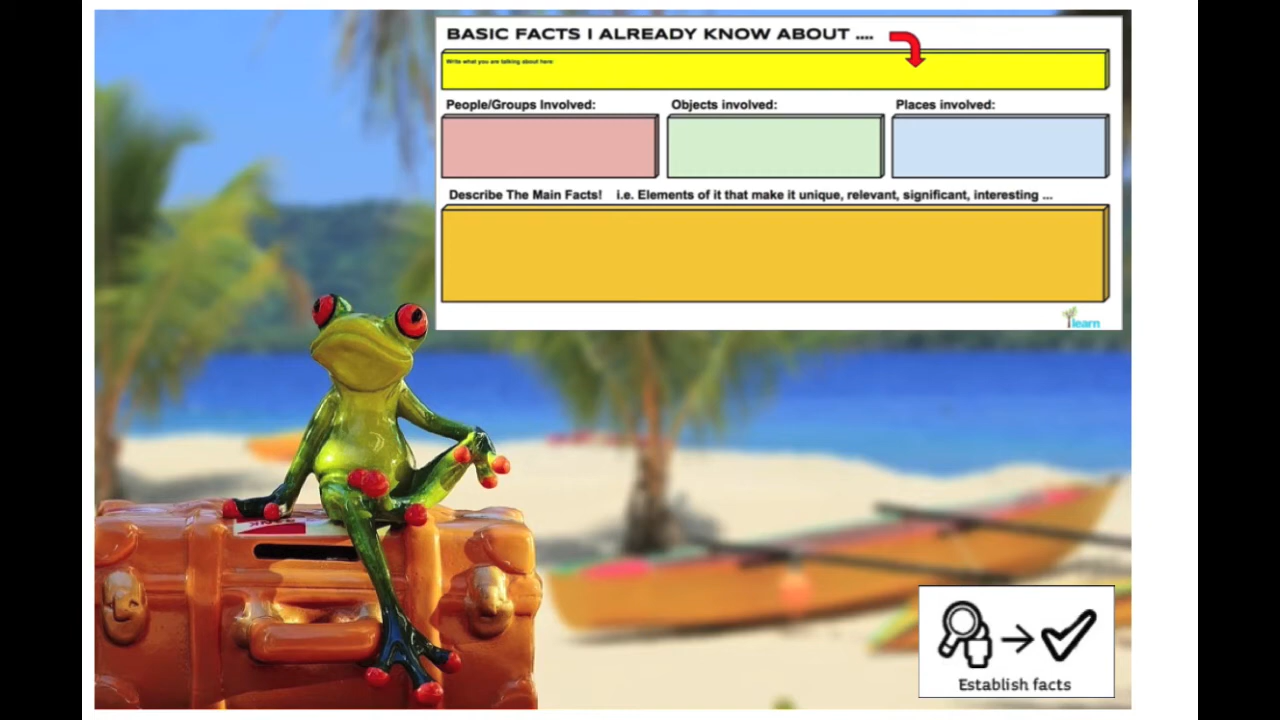 BASIC FACTS I ALREADY KNOW ABOUT ....
Write what you are talking about here
People/Groups Involved:
Objects involved:
Places involved:
Describe The Main Facts! i.e. Elements of it that make it unique, relevant, significant, interesting ...
learn
Establish facts